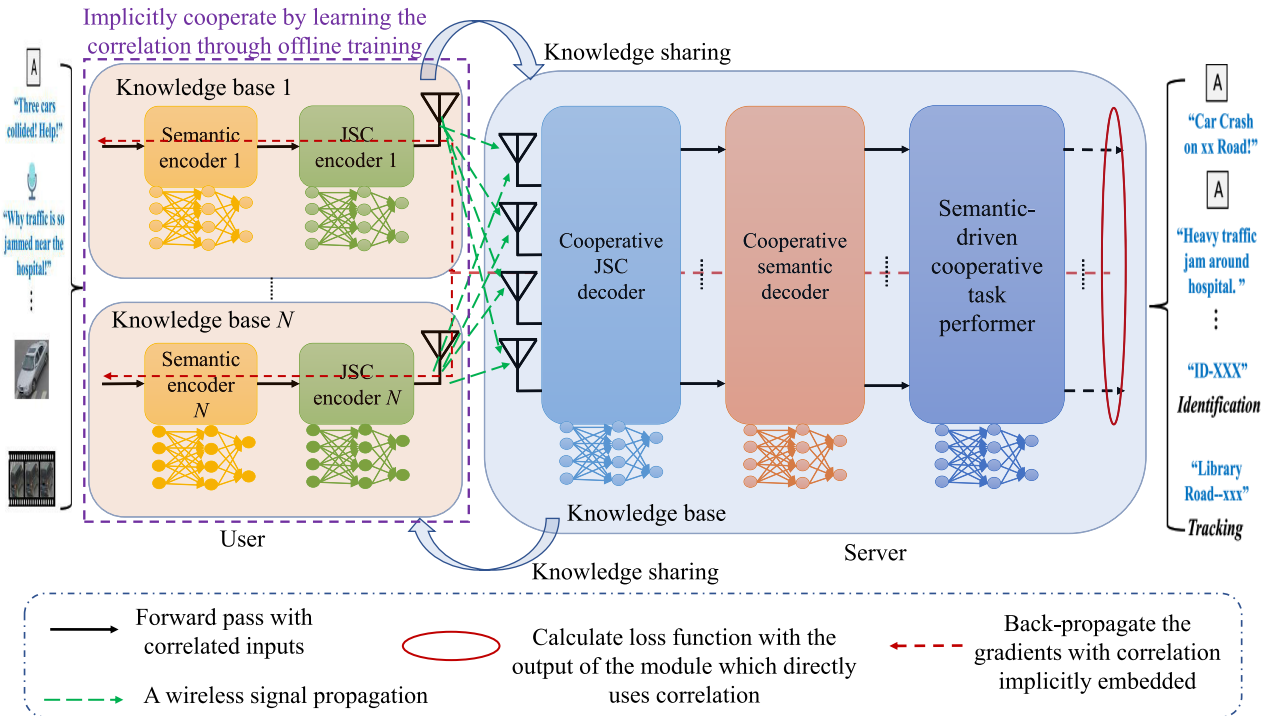 Implicitly cooperate by learning the
correlation through offline training
Knowledge sharing
A
“Three cars
collided! Help!”
“Why traffic is so
jammed near the
hospital!”
Knowledge base 1
Semantic
encoder 1
JSC
encoder 1
Knowledge base N
Semantic
encoder
N
JSC
encoder N
User
Cooperative
JSC
decoder
Cooperative
semantic
decoder
Semantic-
driven
cooperative
task
performer
Knowledge base
Server
Knowledge sharing
A
“Car Crash
on xx Road!”
A
“Heavy traffic
jam around
hospital. ”
“ID-XXX”
Identification
“Library
Road--xxx”
Tracking
Forward pass with
correlated inputs
A wireless signal propagation
Calculate loss function with the
output of the module which directly
uses correlation
Back-propagate the
gradients with correlation
implicitly embedded